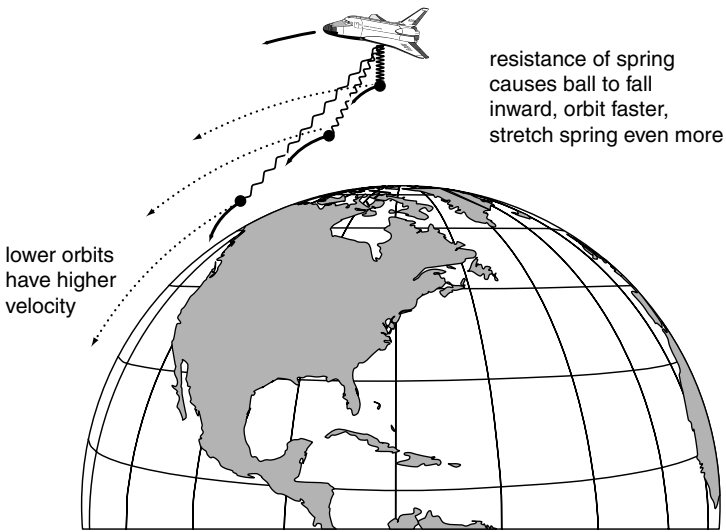 resistance of spring
causes ball to fall
inward, orbit faster,
stretch spring even more
lower orbits
have higher
velocity